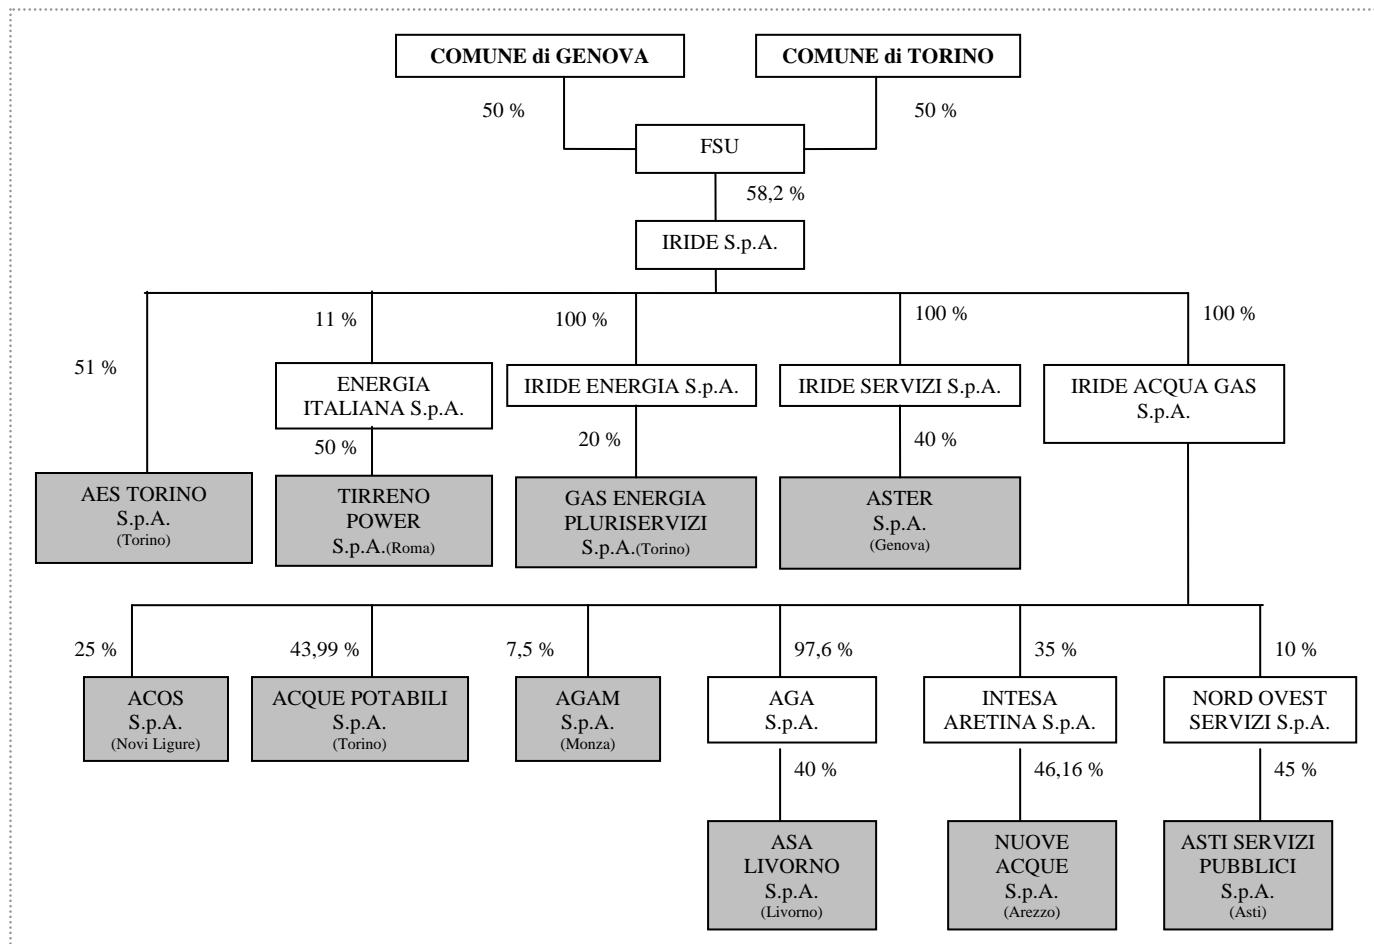 COMUNE di GENOVA
COMUNE di TORINO
50 %
50 %
FSU
58,2 %
IRIDE S.p.A.
51 %
11 %
100 %
100 %
100 %
ENERGIA
ITALIANA S.p.A.
IRIDE ENERGIA S.p.A.
IRIDE SERVIZI S.p.A.
IRIDE ACQUA GAS
S.p.A.
50 %
20 %
40 %
AES TORINO
S.p.A.
(Torino)
TIRRENO
POWER
S.p.A.(Roma)
GAS ENERGIA
PLURISERVIZI
S.p.A.(Torino)
ASTER
S.p.A.
(Genova)
25 %
43,99 %
7,5 %
97,6 %
35 %
10 %
ACOS
S.p.A.
(Novi Ligure)
ACQUE POTABILI
S.p.A.
(Torino)
AGAM
S.p.A.
(Monza)
AGA
S.p.A.
INTESA
ARETINA S.p.A.
NORD OVEST
SERVIZI S.p.A.
40 %
46,16 %
45 %
ASA
LIVORNO
S.p.A.
(Livorno)
NUOVE
ACQUE
S.p.A.
(Arezzo)
ASTI SERVIZI
PUBBLICI
S.p.A.
(Asti)